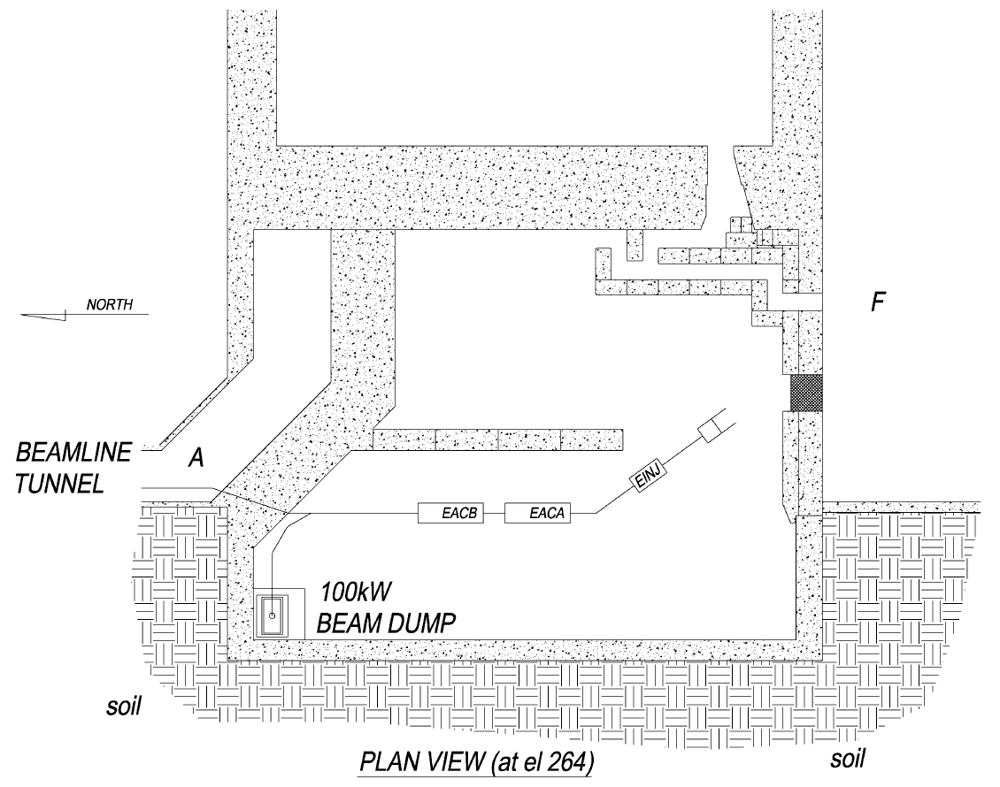 NORTH
F
BEAMLINE
TUNNEL
A
EINJ
EACB
EACA
100kW
BEAM DUMP
soil
soil
PLAN VIEW (at el 264)